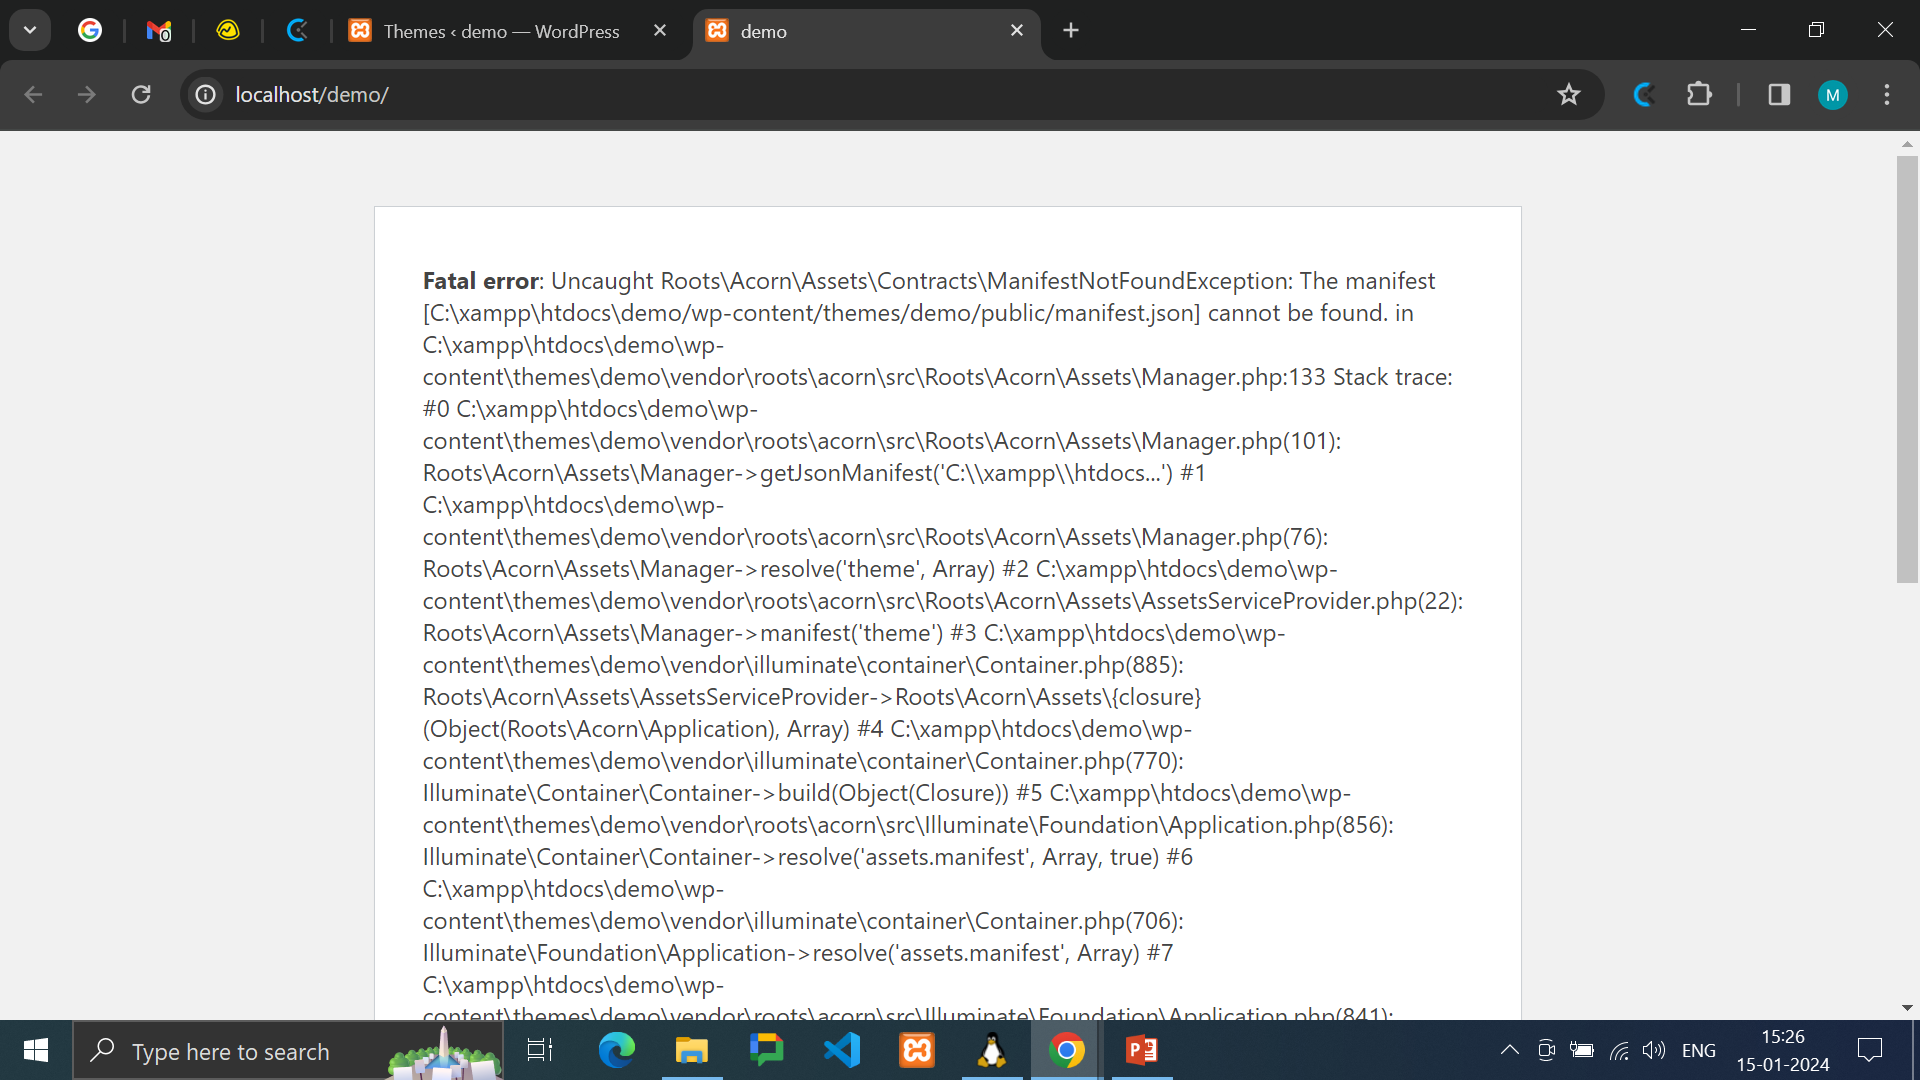 0
Themes ‹ demo — WordPress
demo
localhost/demo/
M
Fatal error: Uncaught Roots\Acorn\Assets\Contracts\ManifestNotFoundException: The manifest
[C:\xampp\htdocs\demo/wp-content/themes/demo/public/manifest.json] cannot be found. in
C:\xampp\htdocs\demo\wp-
content\themes\demo\vendor\roots\acorn\src\Roots\Acorn\Assets\Manager.php:133 Stack trace:
#0 C:\xampp\htdocs\demo\wp-
content\themes\demo\vendor\roots\acorn\src\Roots\Acorn\Assets\Manager.php(101):
Roots\Acorn\Assets\Manager->getJsonManifest('C:\\xampp\\htdocs...') #1
C:\xampp\htdocs\demo\wp-
content\themes\demo\vendor\roots\acorn\src\Roots\Acorn\Assets\Manager.php(76):
Roots\Acorn\Assets\Manager->resolve('theme', Array) #2 C:\xampp\htdocs\demo\wp-
content\themes\demo\vendor\roots\acorn\src\Roots\Acorn\Assets\AssetsServiceProvider.php(22):
Roots\Acorn\Assets\Manager->manifest('theme') #3 C:\xampp\htdocs\demo\wp-
content\themes\demo\vendor\illuminate\container\Container.php(885):
Roots\Acorn\Assets\AssetsServiceProvider->Roots\Acorn\Assets\{closure}
(Object(Roots\Acorn\Application), Array) #4 C:\xampp\htdocs\demo\wp-
content\themes\demo\vendor\illuminate\container\Container.php(770):
Illuminate\Container\Container->build(Object(Closure)) #5 C:\xampp\htdocs\demo\wp-
content\themes\demo\vendor\roots\acorn\src\Illuminate\Foundation\Application.php(856):
Illuminate\Container\Container->resolve('assets.manifest', Array, true) #6
C:\xampp\htdocs\demo\wp-
content\themes\demo\vendor\illuminate\container\Container.php(706):
Illuminate\Foundation\Application->resolve('assets.manifest', Array) #7
C:\xampp\htdocs\demo\wp-
content\themes\demo\vendor\roots\acorn\src\Illuminate\Foundation\Application.php(841):
Type here to search
ENG
15:26
15-01-2024